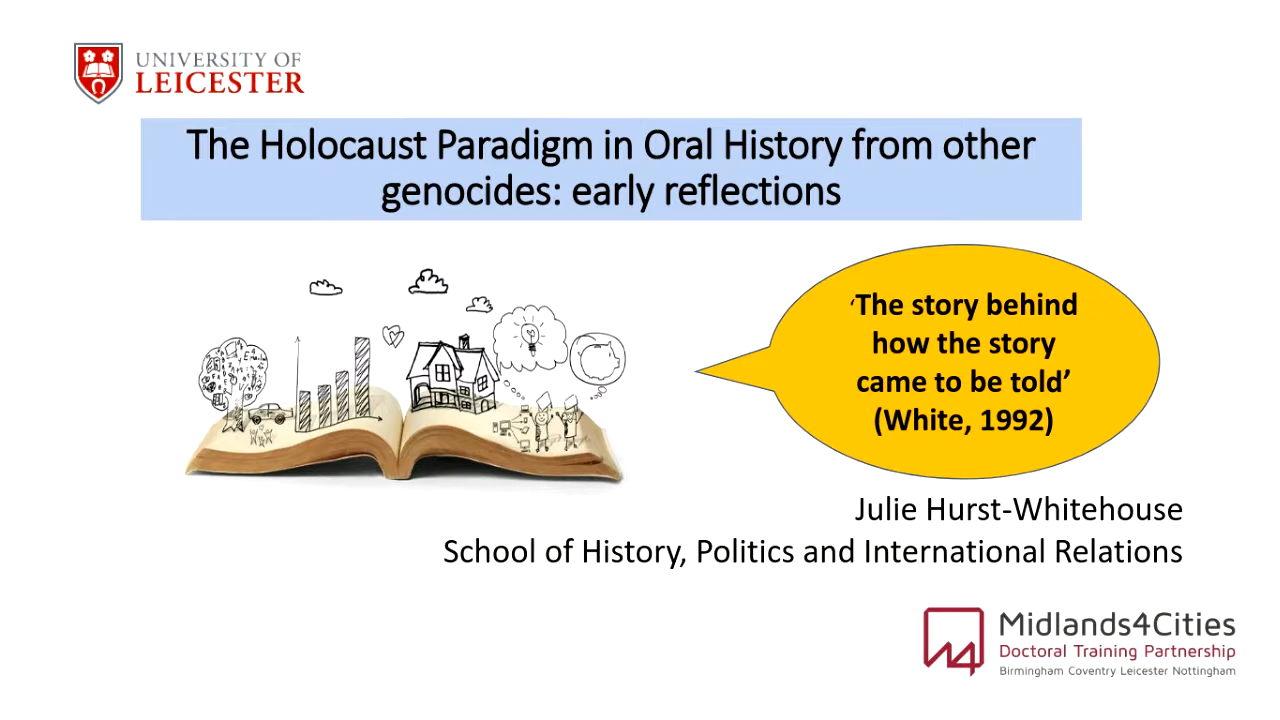 UNIVERSITY OF
LEICESTER
The Holocaust Paradigm in Oral History from other
genocides: early reflections
‘The story behind
how the story
came to be told’
(White, 1992)
Julie Hurst-Whitehouse
School of History, Politics and International Relations
Midlands4Cities
Doctoral Training Partnership
Birmingham Coventry Leicester Nottingham